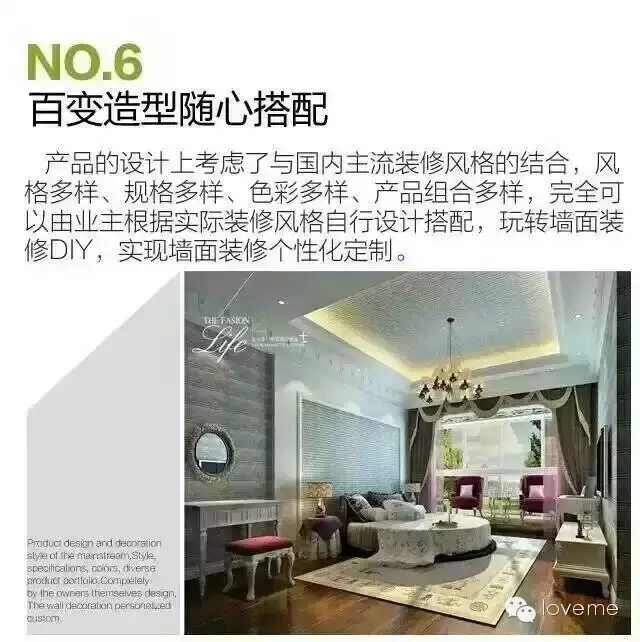 NO.6
百变造型随心搭配
产品的设计上考虑了与国内主流装修风格的结合，风
格多样、规格多样、色彩多样、产品组合多样，完全可
以由业主根据实际装修风格自行设计搭配，玩转墙面装
修DIY，实现墙面装修个性化定制。
THE FASION
Life
Product design and decoration
style of the mainstream,Style,
specifications, colors, diverse
product portfolio,Completely
by the owners themselves design,
The wall decoration personalized
custom.
loveme